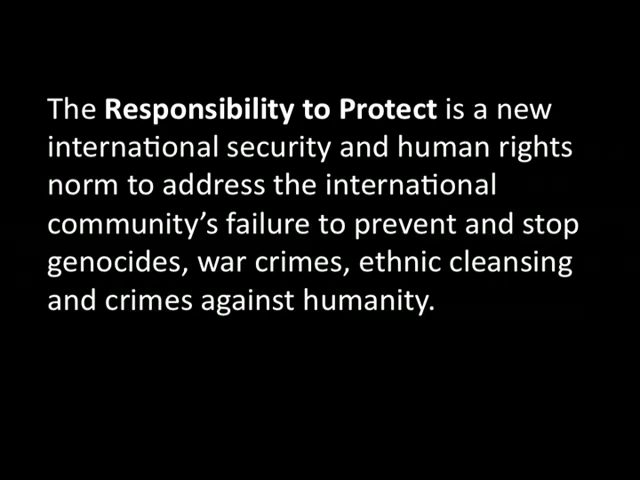 The Responsibility to Protect is a new
international security and human rights
norm to address the international
community’s failure to prevent and stop
genocides, war crimes, ethnic cleansing
and crimes against humanity.